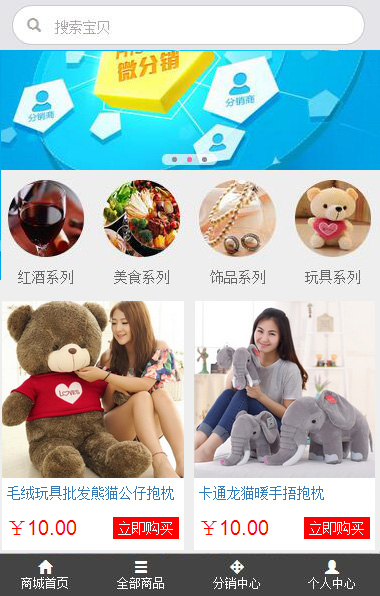 搜索宝贝
微分销
分销商
分销商
分销商
红酒系列
美食系列
饰品系列
玩具系列
LOVES
毛绒玩具批发熊猫公仔抱枕
卡通龙猫暖手捂抱枕
￥10.00
立即购买
￥10.00
立即购买
商城首页
全部商品
分销中心
个人中心